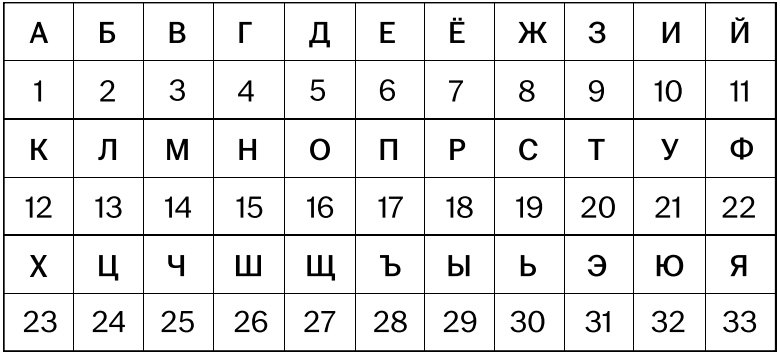 А Б В Г Д Е Ё Ж З И Й
1 2 3 4 5 6 7 8 9 10 11
К Л М Н О П Р С Т У Ф
12 13 14 15 16 17 18 19 20 21 22
Х Ц Ч Ш Щ Ъ Ы Ь Э Ю Я
23 24 25 26 27 28 29 30 31 32 33